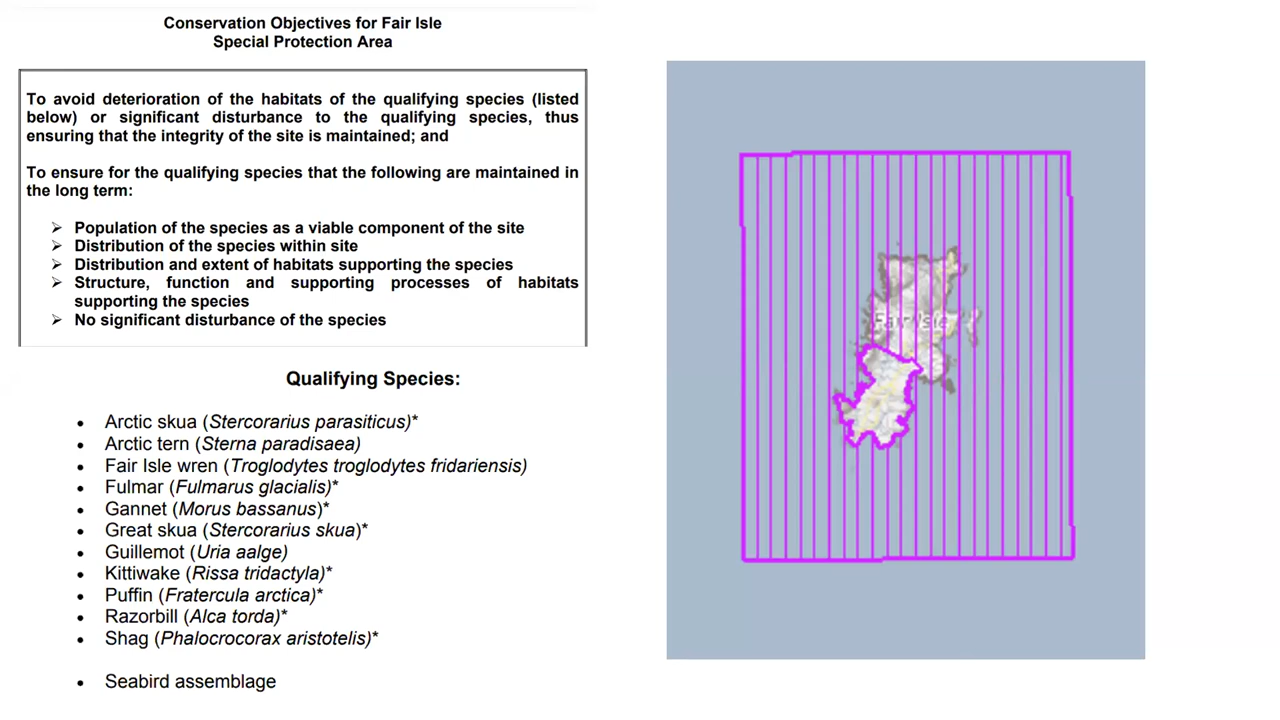 Conservation Objectives for Fair Isle
Special Protection Area
To avoid deterioration of the habitats of the qualifying species (listed
below) or significant disturbance to the qualifying species, thus
ensuring that the integrity of the site is maintained; and
To ensure for the qualifying species that the following are maintained in
the long term:
➢ Population of the species as a viable component of the site
➢ Distribution of the species within site
➢ Distribution and extent of habitats supporting the species
➢ Structure, function and supporting processes of habitats
supporting the species
➢ No significant disturbance of the species
Qualifying Species:
• Arctic skua (Stercorarius parasiticus)*
• Arctic tern (Sterna paradisaea)
• Fair Isle wren (Troglodytes troglodytes fridariensis)
• Fulmar (Fulmarus glacialis)*
• Gannet (Morus bassanus)*
• Great skua (Stercorarius skua)*
• Guillemot (Uria aalge)
• Kittiwake (Rissa tridactyla)*
• Puffin (Fratercula arctica)*
• Razorbill (Alca torda)*
• Shag (Phalocrocorax aristotelis)*
• Seabird assemblage
Fair Isle